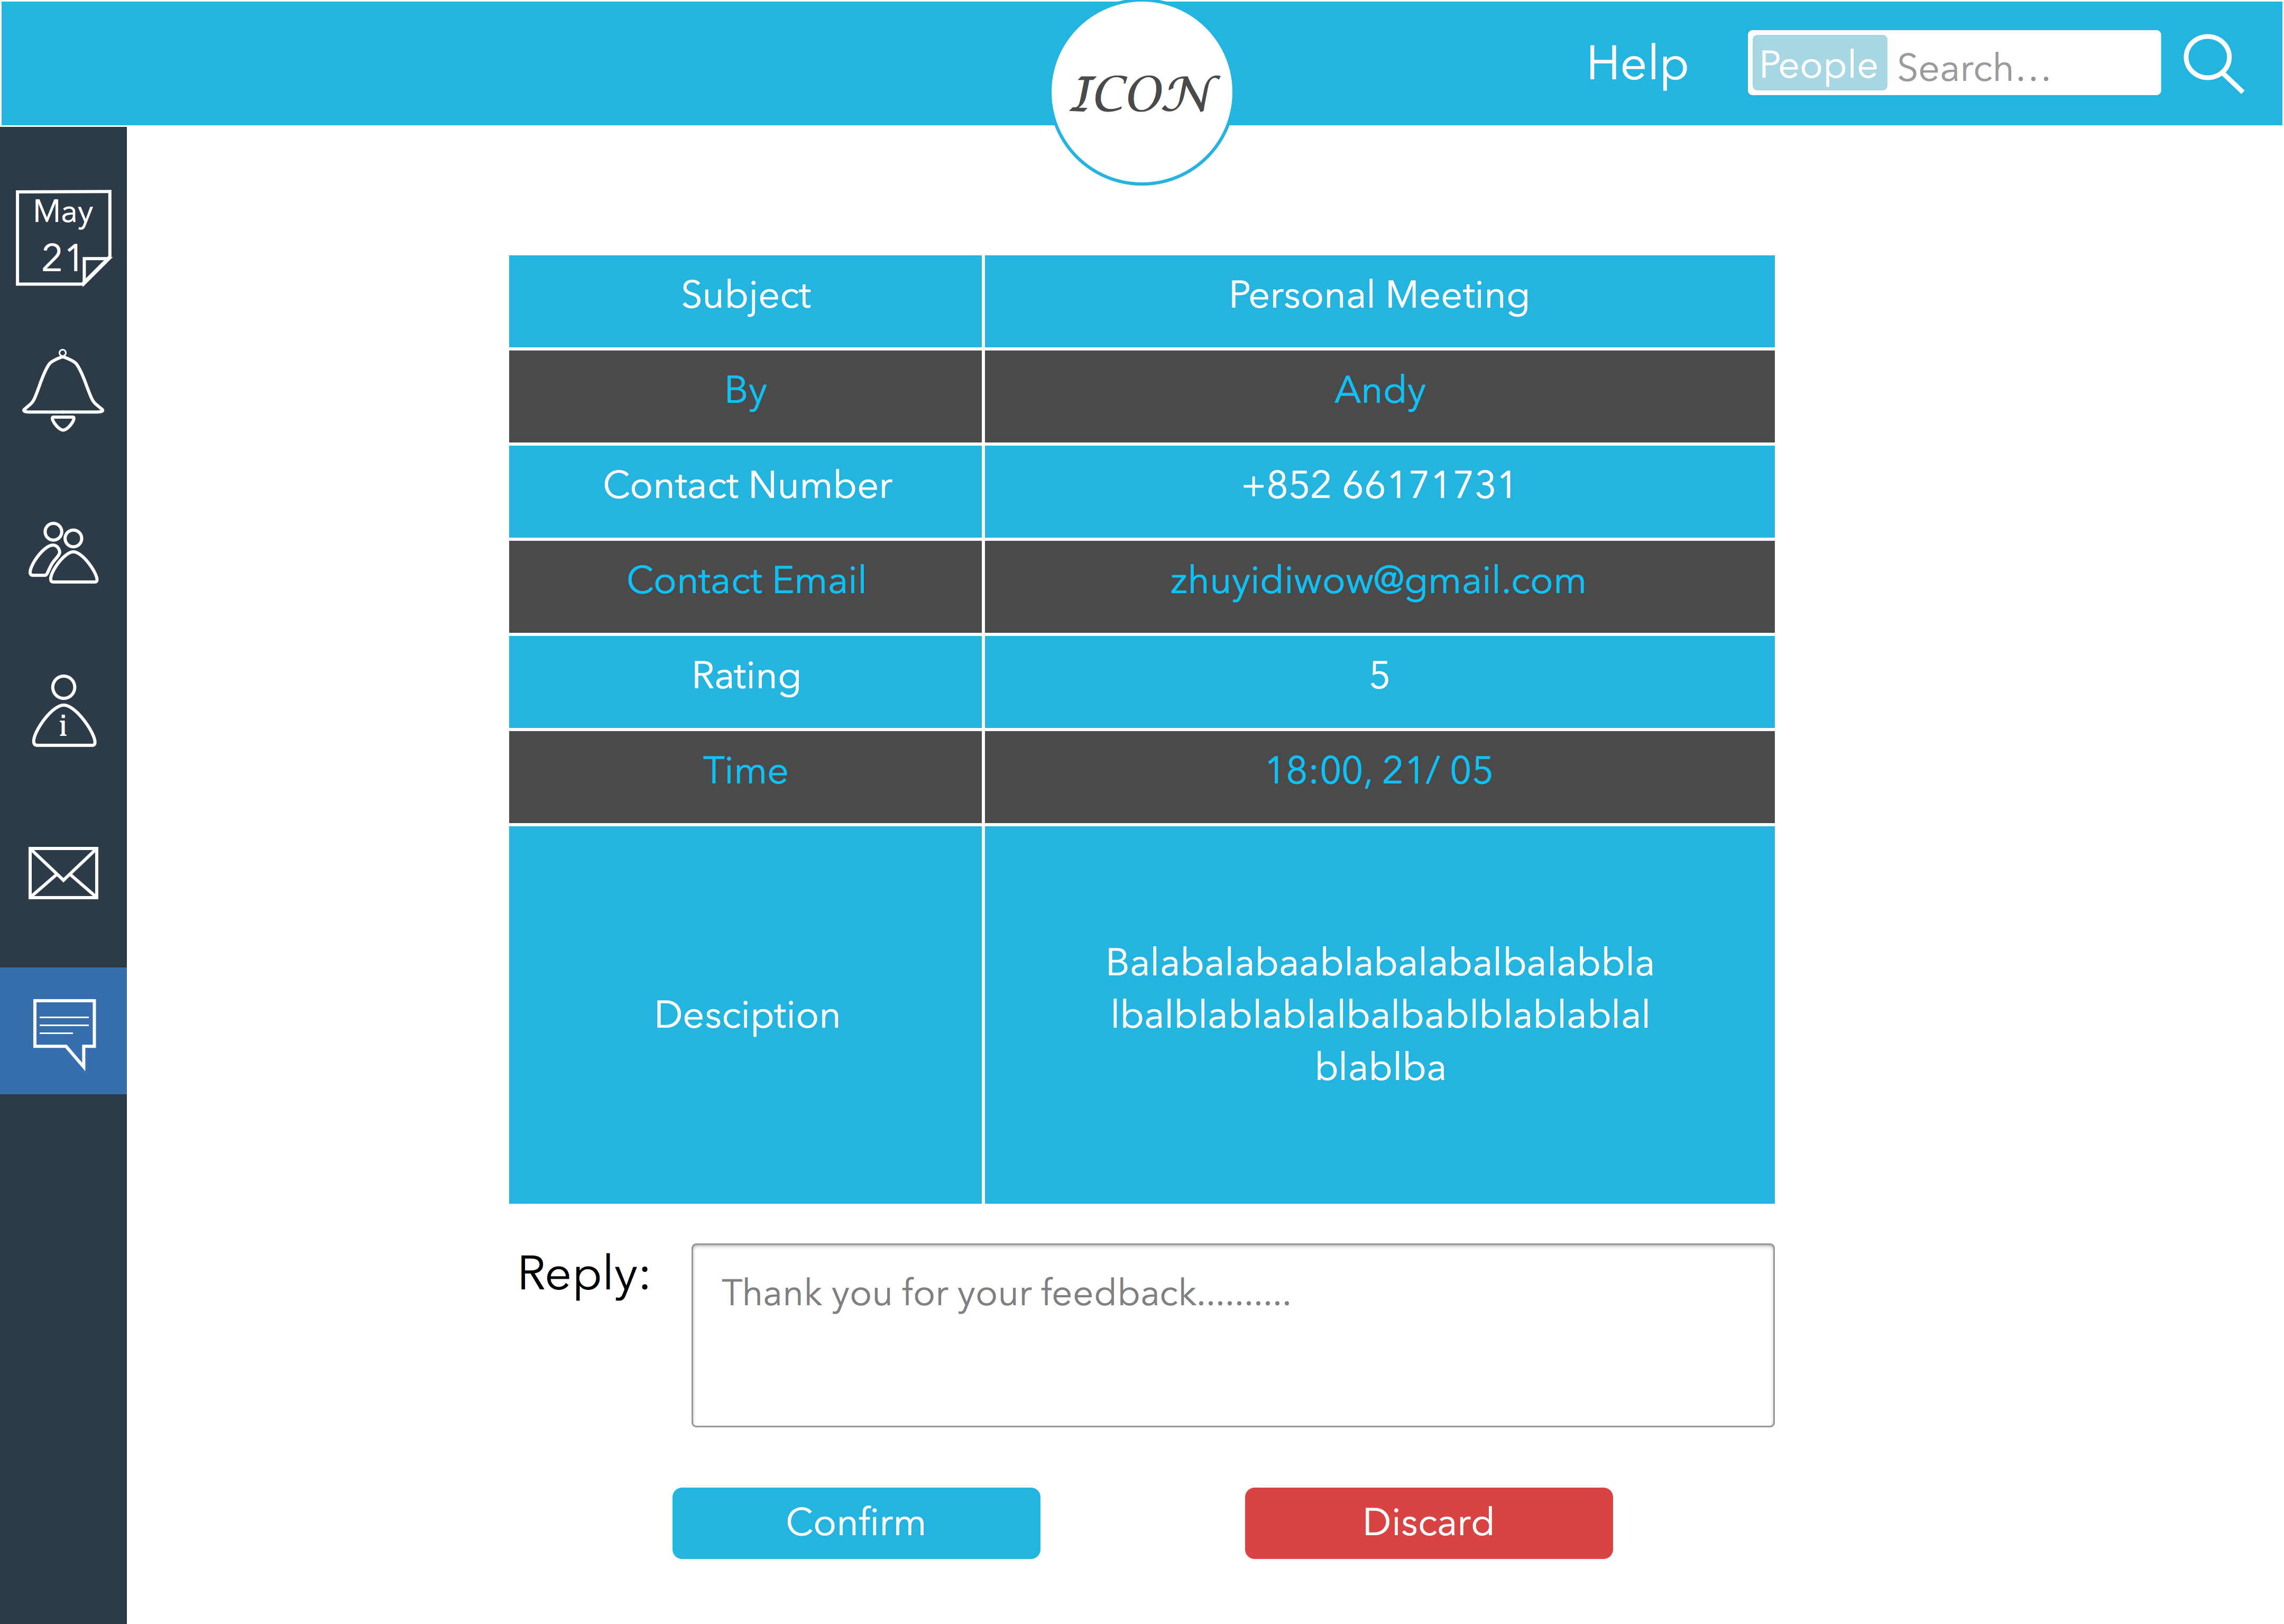 ICON
Help
People Search...
May
21
Subject Personal Meeting
By Andy
Contact Number +852 66171731
Contact Email zhuyidiwow@gmail.com
Rating 5
i
Time 18:00, 21/ 05
Desciption
Balabalabaablabalabalbalabbla
lbalblablablalbalbablblablablal
blablba
Reply:
Thank you for your feedback..........
Confirm Discard